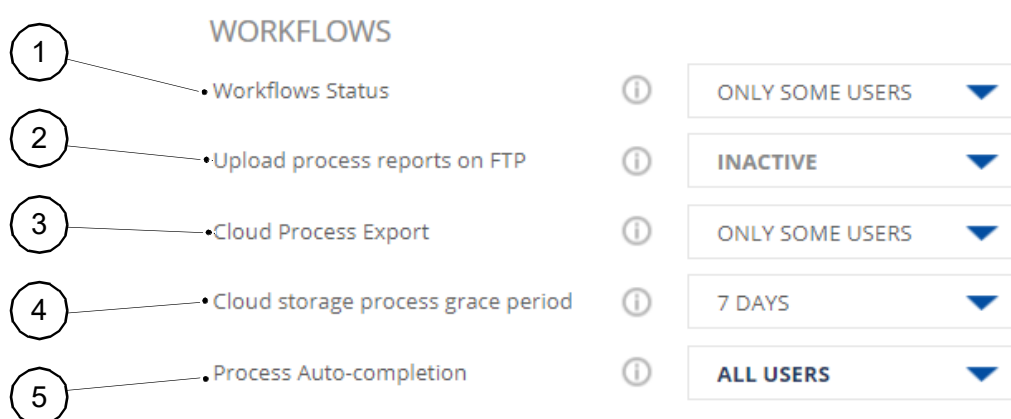 WORKFLOWS
1
Workflows Status ONLY SOME USERS
2
Upload process reports on FTP INACTIVE
3
Cloud Process Export ONLY SOME USERS
4
Cloud storage process grace period 7 DAYS
5
Process Auto-completion ALL USERS